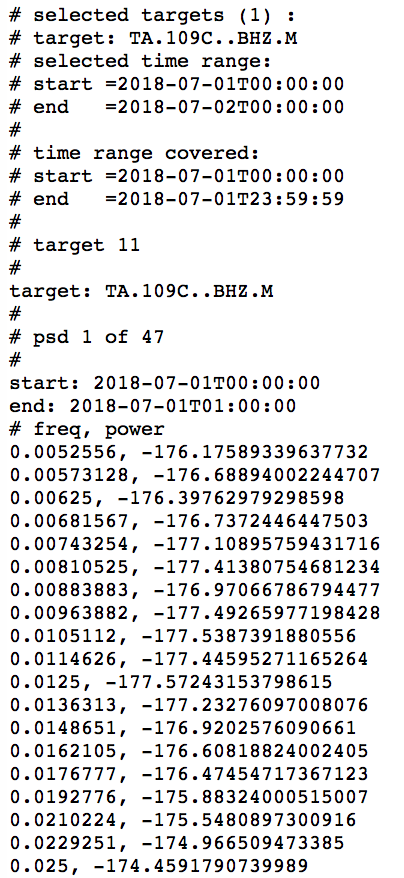 # selected targets (1) :
# target: TA.109C..BHZ.M
# selected time range:
# start =2018-07-01T00:00:00
# end   =2018-07-02T00:00:00
#
# time range covered:
# start =2018-07-01T00:00:00
# end   =2018-07-01T23:59:59
#
# target 11
#
target: TA.109C..BHZ.M
#
# psd 1 of 47
#
start: 2018-07-01T00:00:00
end: 2018-07-01T01:00:00
# freq, power
0.0052556, -176.17589339637732
0.00573128, -176.68894002244707
0.00625, -176.39762979298598
0.00681567, -176.7372446447503
0.00743254, -177.10895759431716
0.00810525, -177.41380754681234
0.00883883, -176.97066786794477
0.00963882, -177.49265977198428
0.0105112, -177.5387391880556
0.0114626, -177.44595271165264
0.0125, -177.57243153798615
0.0136313, -177.23276097008076
0.0148651, -176.9202576090661
0.0162105, -176.60818824002405
0.0176777, -176.47454717367123
0.0192776, -175.88324000515007
0.0210224, -175.5480897300916
0.0229251, -174.966509473385
0.025, -174.4591790739989